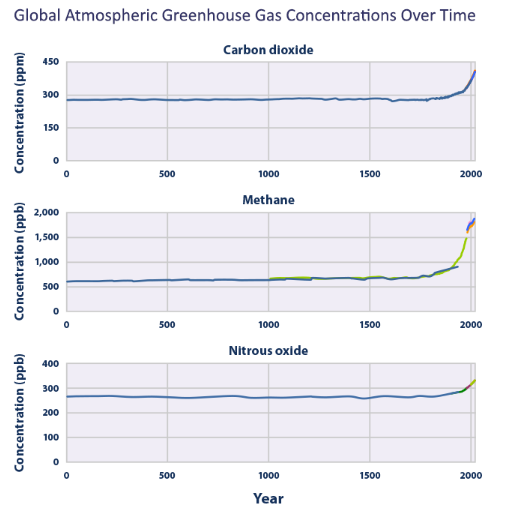 Global Atmospheric Greenhouse Gas Concentrations Over Time
Carbon dioxide
Concentration (ppm)
450
300
150
0
0 500 1000 1500 2000
Methane
Concentration (ppb)
2,000
1,500
1,000
500
0
0 500 1000 1500 2000
Nitrous oxide
Concentration (ppb)
400
300
200
100
0
0 500 1000 1500 2000
Year